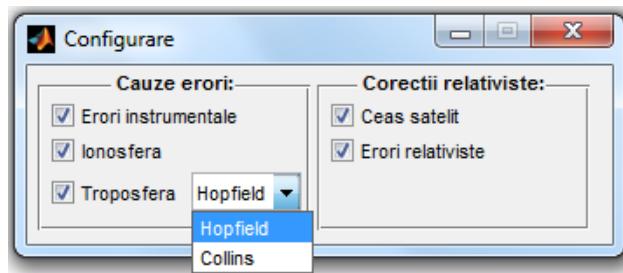 Configurare
Cauze erori:
Erori instrumentale
Ionosfera
Troposfera Hopfield
Hopfield
Collins
Corectii relativiste:
Ceas satelit
Erori relativiste